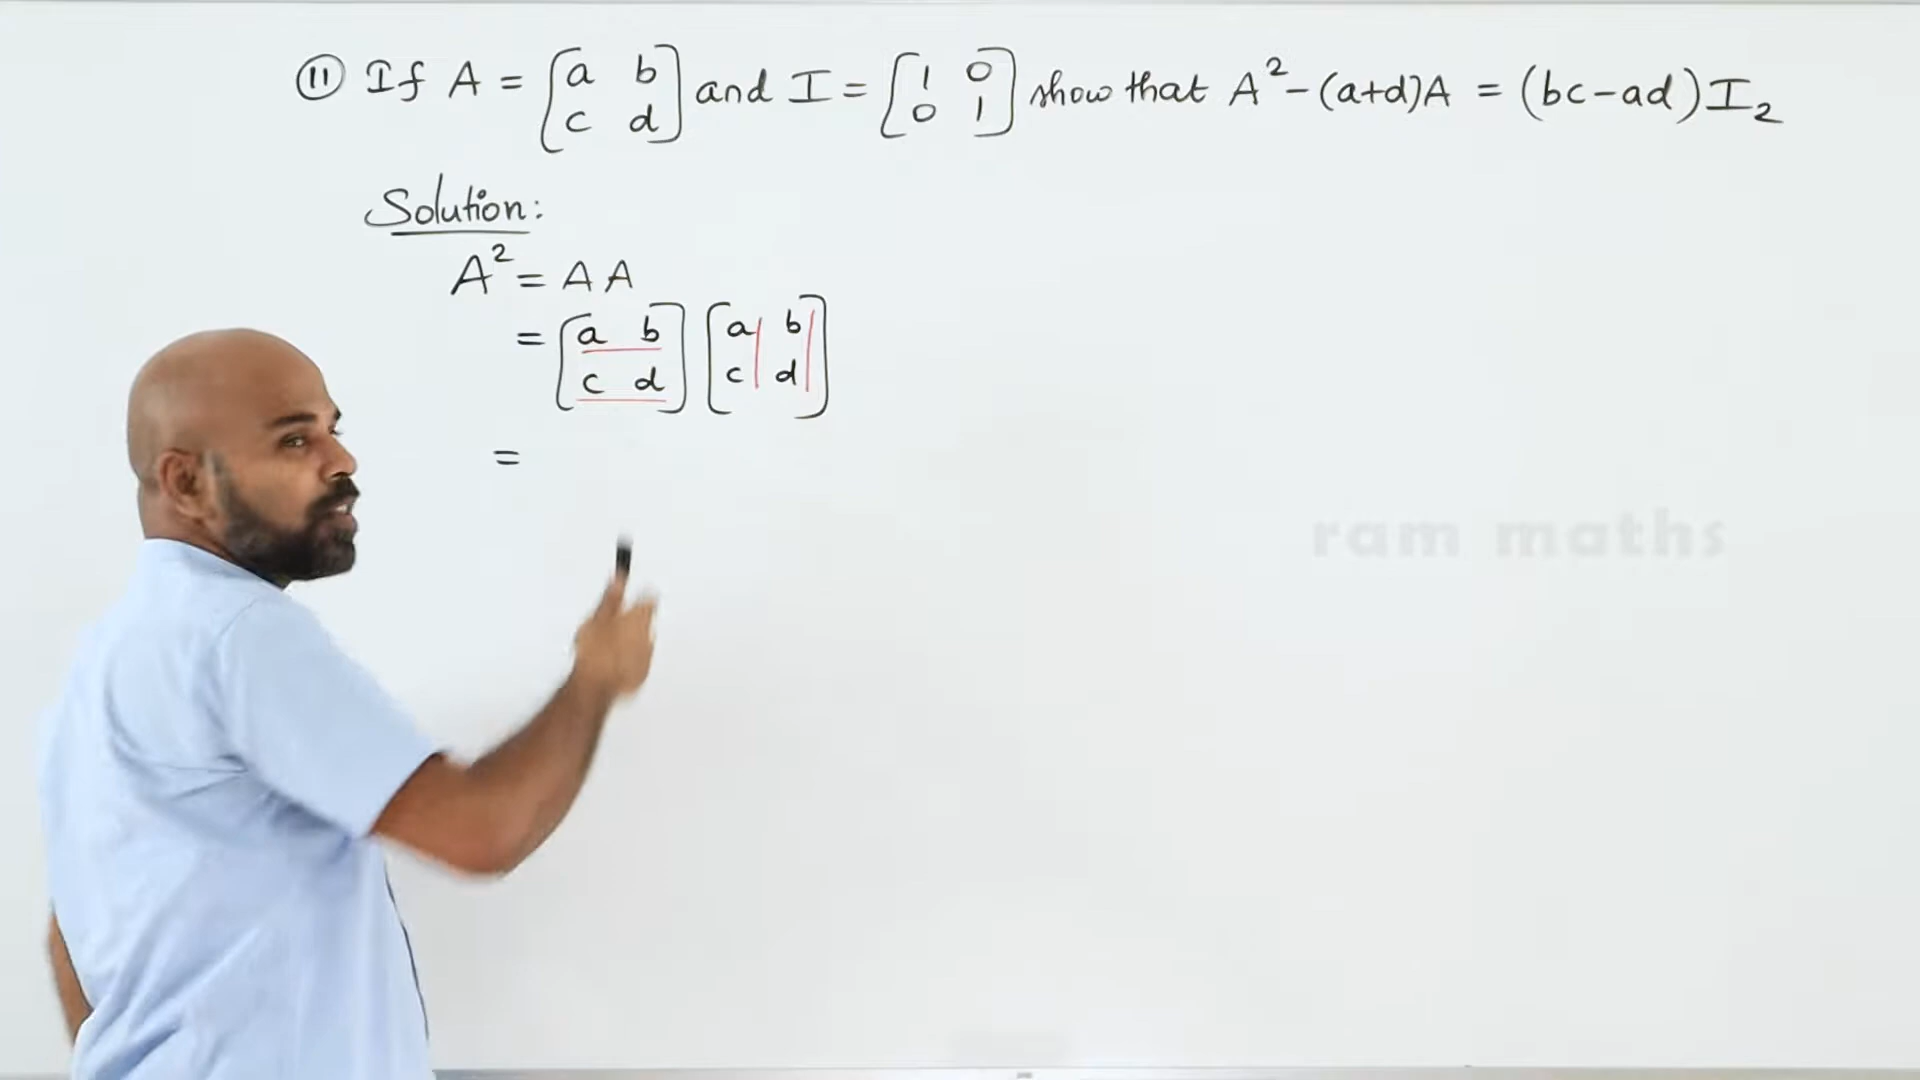 ⑪ If A = [a b c d] and I = [1 0 0 1] show that A² - (a+d)A = (bc-ad)I₂
Solution:
A² = A A
= [a b c d] [a b c d]
=
ram maths